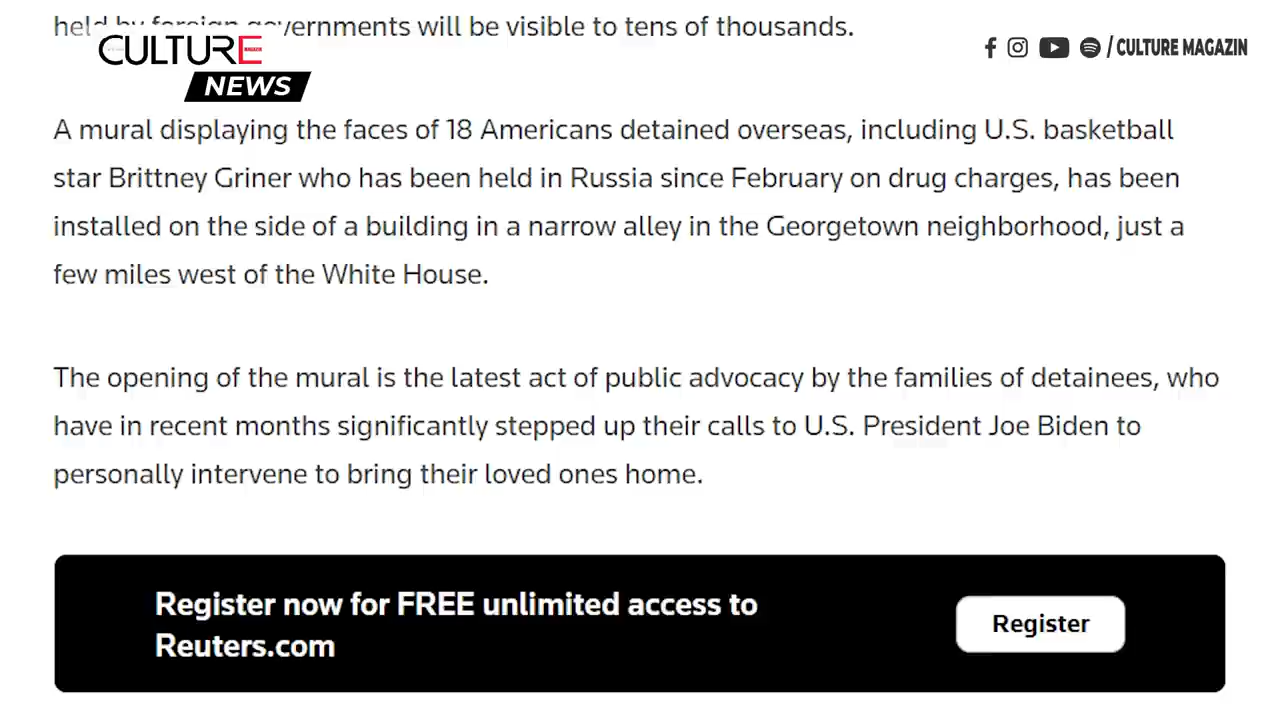 held by foreign governments will be visible to tens of thousands.
CULTURE
NEWS
/ CULTURE MAGAZIN
A mural displaying the faces of 18 Americans detained overseas, including U.S. basketball
star Brittney Griner who has been held in Russia since February on drug charges, has been
installed on the side of a building in a narrow alley in the Georgetown neighborhood, just a
few miles west of the White House.
The opening of the mural is the latest act of public advocacy by the families of detainees, who
have in recent months significantly stepped up their calls to U.S. President Joe Biden to
personally intervene to bring their loved ones home.
Register now for FREE unlimited access to
Reuters.com
Register